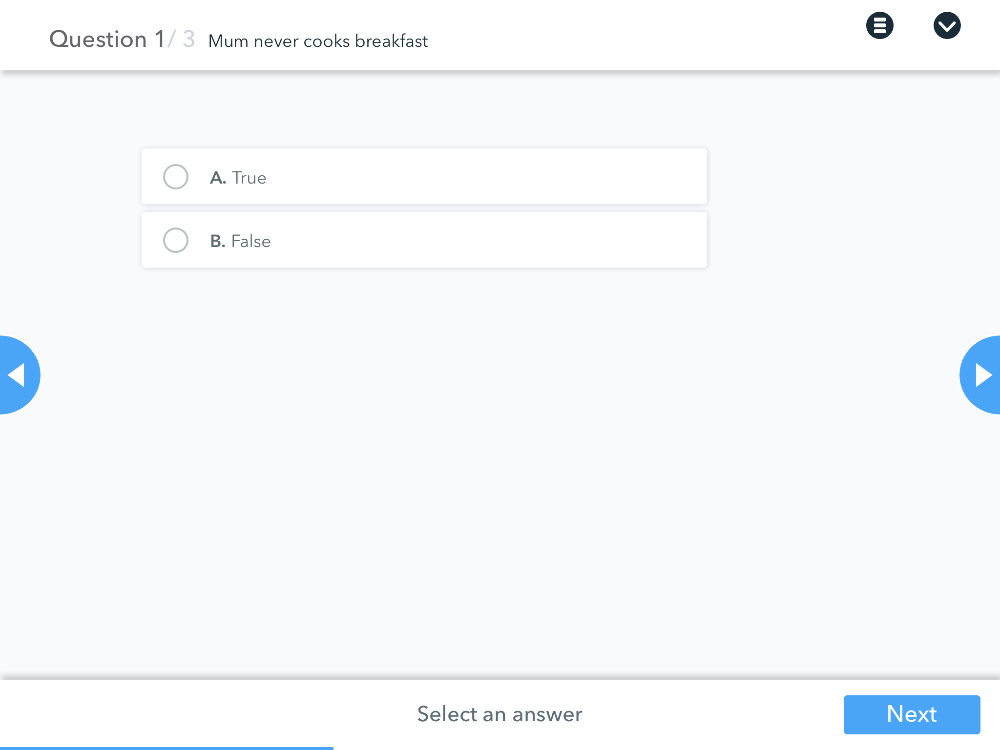 Question 1/ 3 Mum never cooks breakfast
A. True
B. False
Select an answer
Next